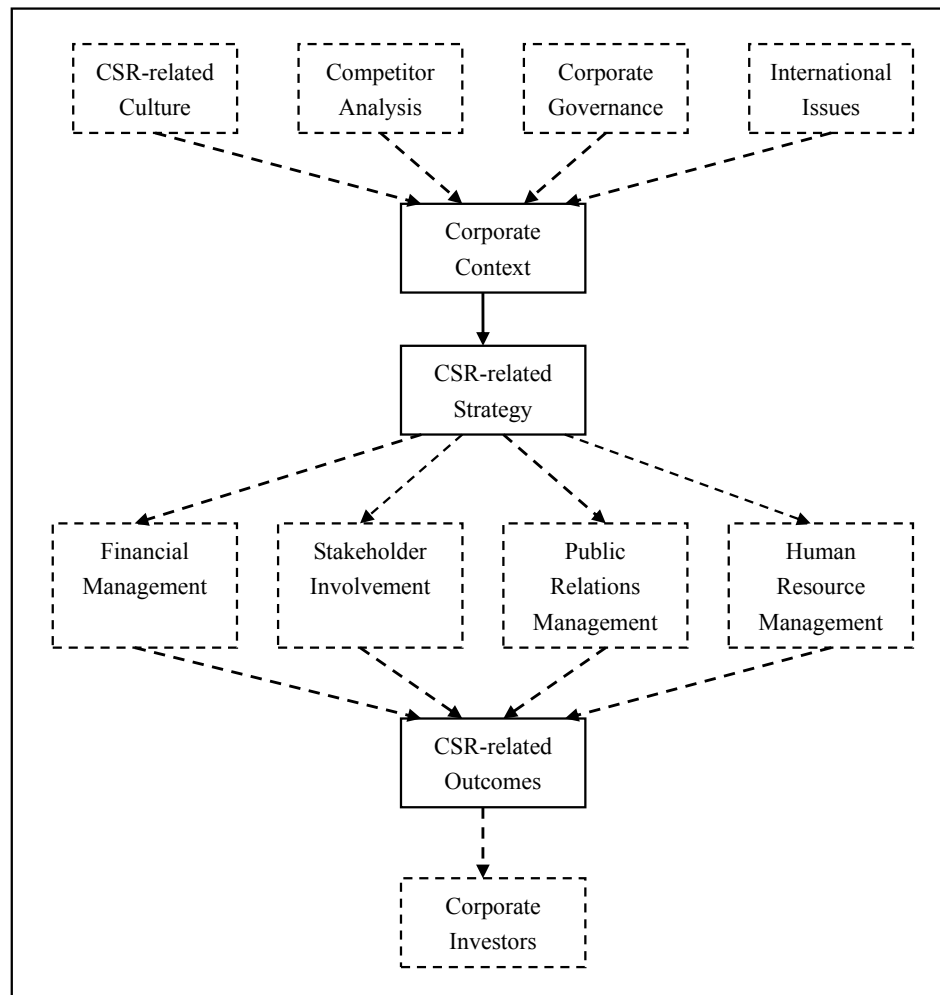 CSR-related
Culture
Competitor
Analysis
Corporate
Governance
International
Issues
Corporate
Context
CSR-related
Strategy
Financial
Management
Stakeholder
Involvement
Public
Relations
Management
Human
Resource
Management
CSR-related
Outcomes
Corporate
Investors